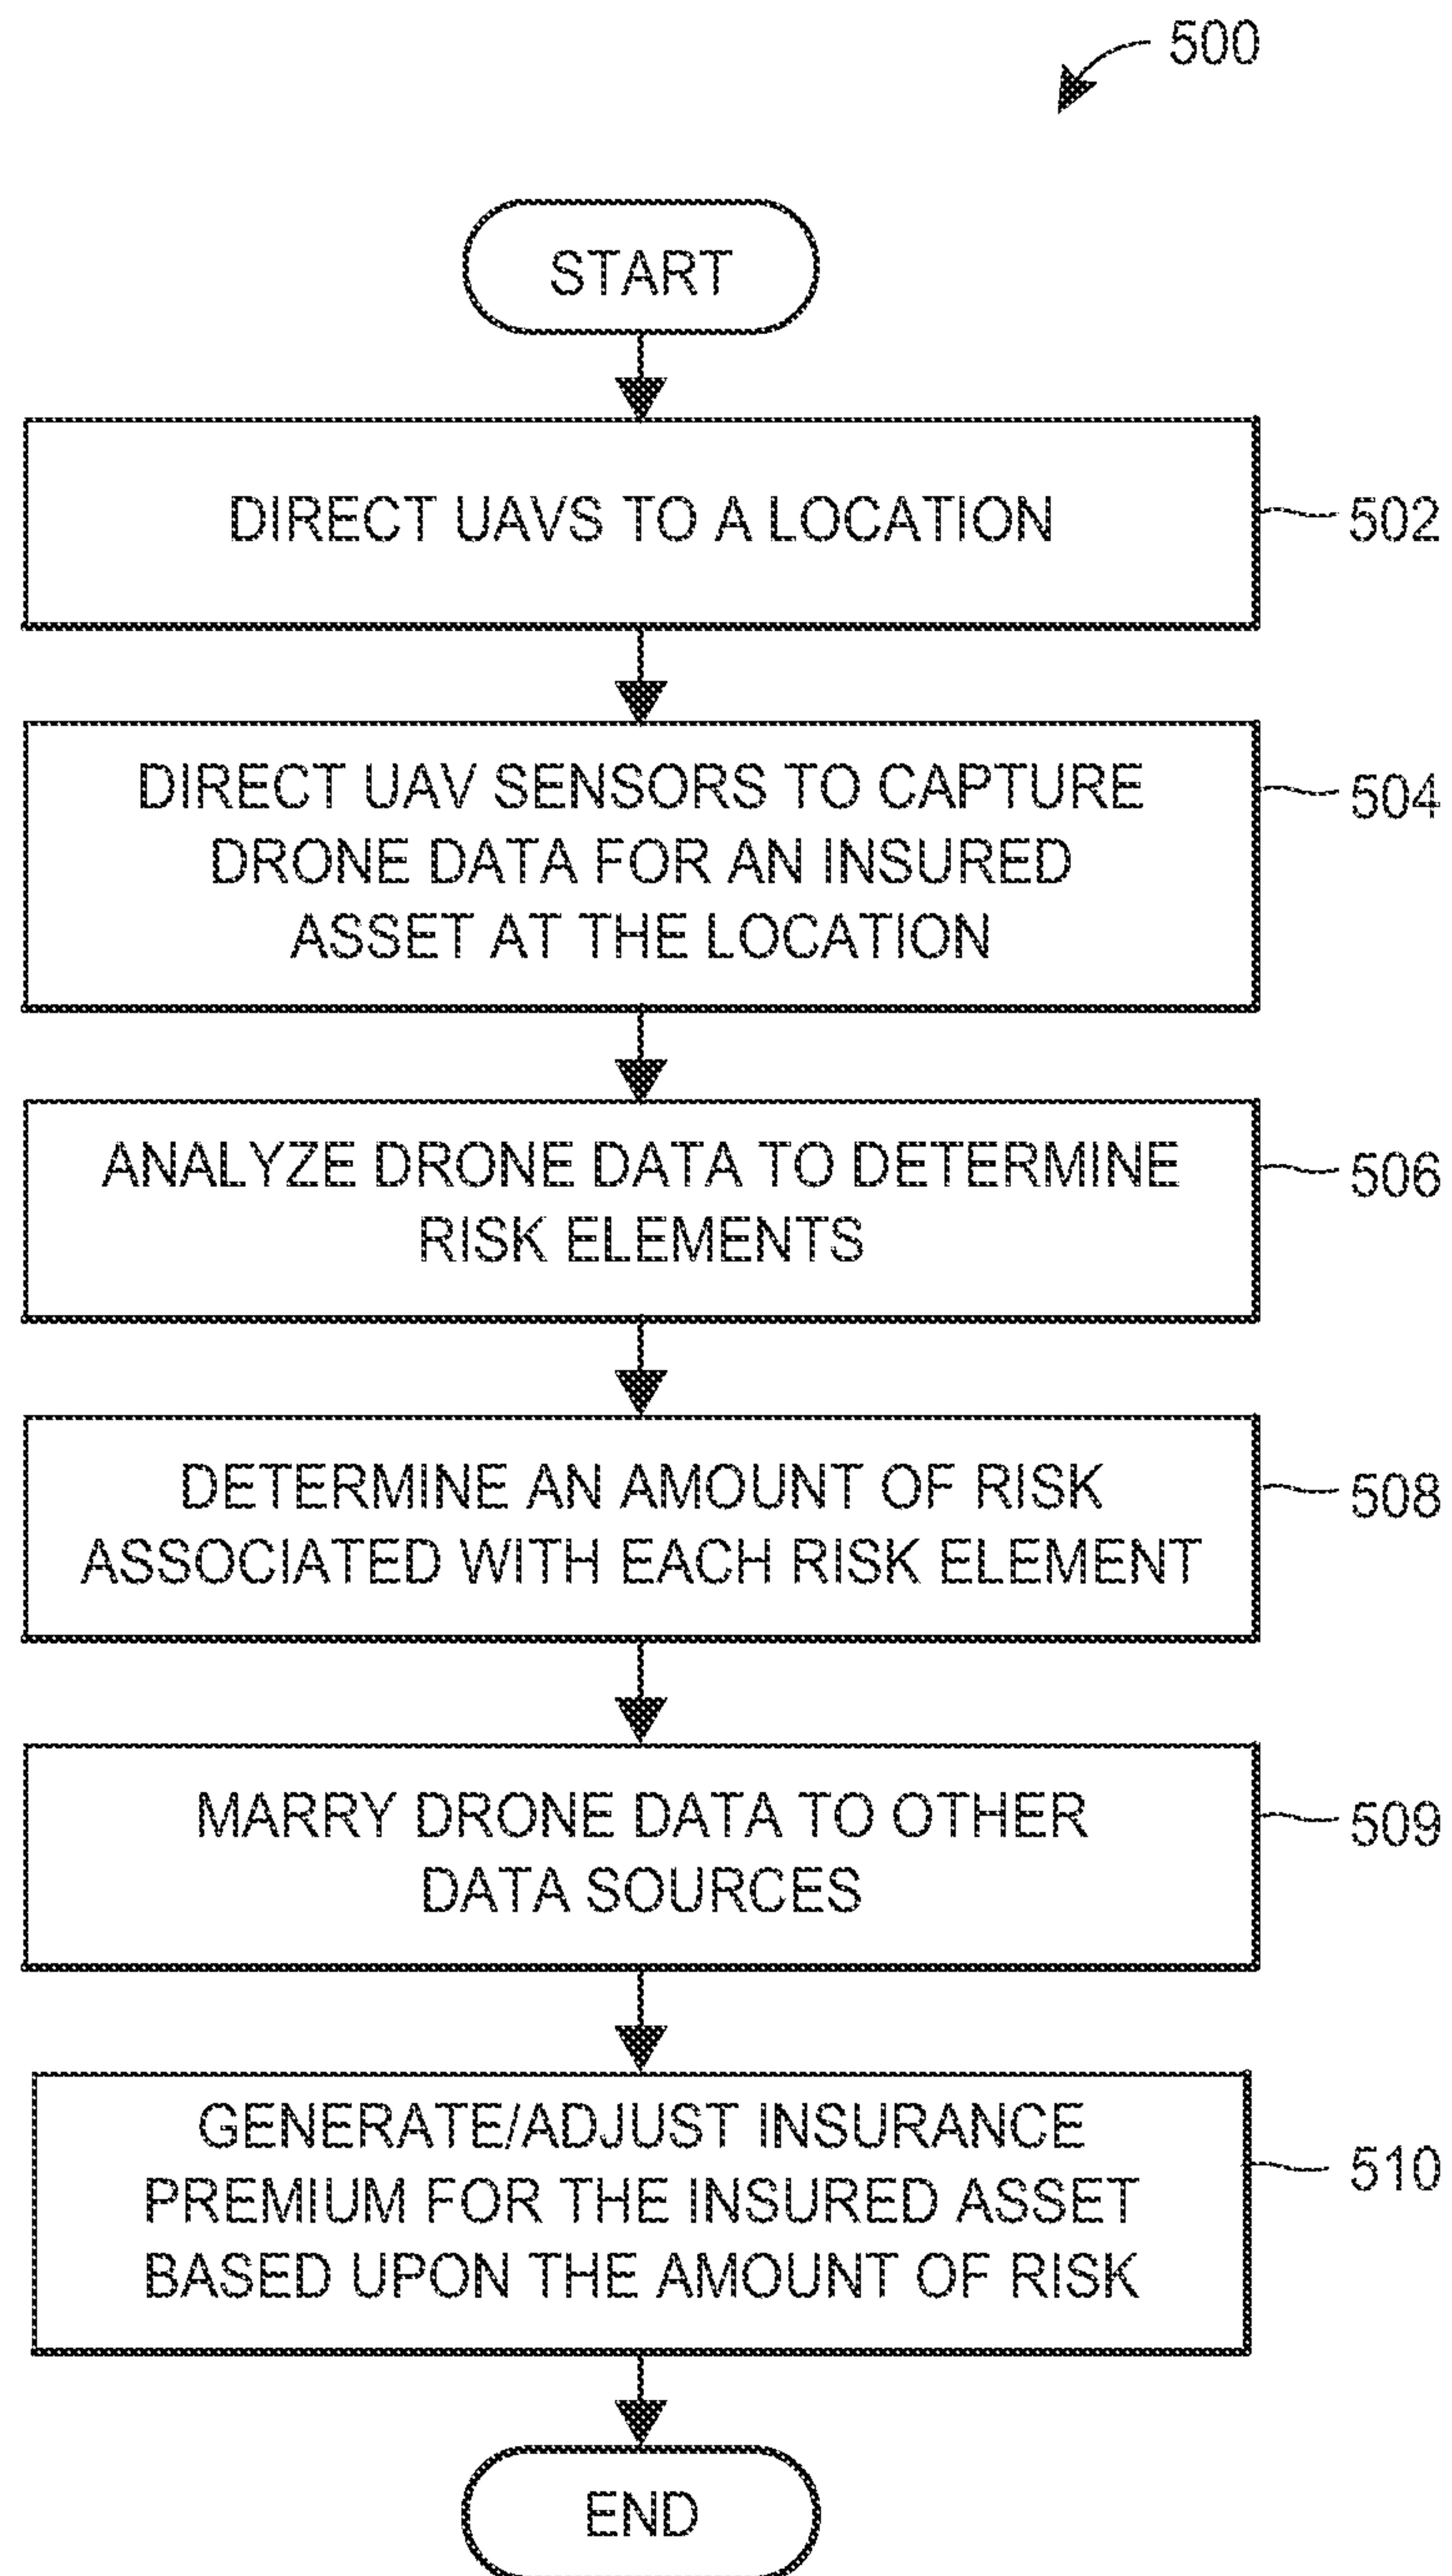 500
START
DIRECT UAVS TO A LOCATION
502
DIRECT UAV SENSORS TO CAPTURE
DRONE DATA FOR AN INSURED
ASSET AT THE LOCATION
504
ANALYZE DRONE DATA TO DETERMINE
RISK ELEMENTS
506
DETERMINE AN AMOUNT OF RISK
ASSOCIATED WITH EACH RISK ELEMENT
508
MARRY DRONE DATA TO OTHER
DATA SOURCES
509
GENERATE/ADJUST INSURANCE
PREMIUM FOR THE INSURED ASSET
BASED UPON THE AMOUNT OF RISK
510
END